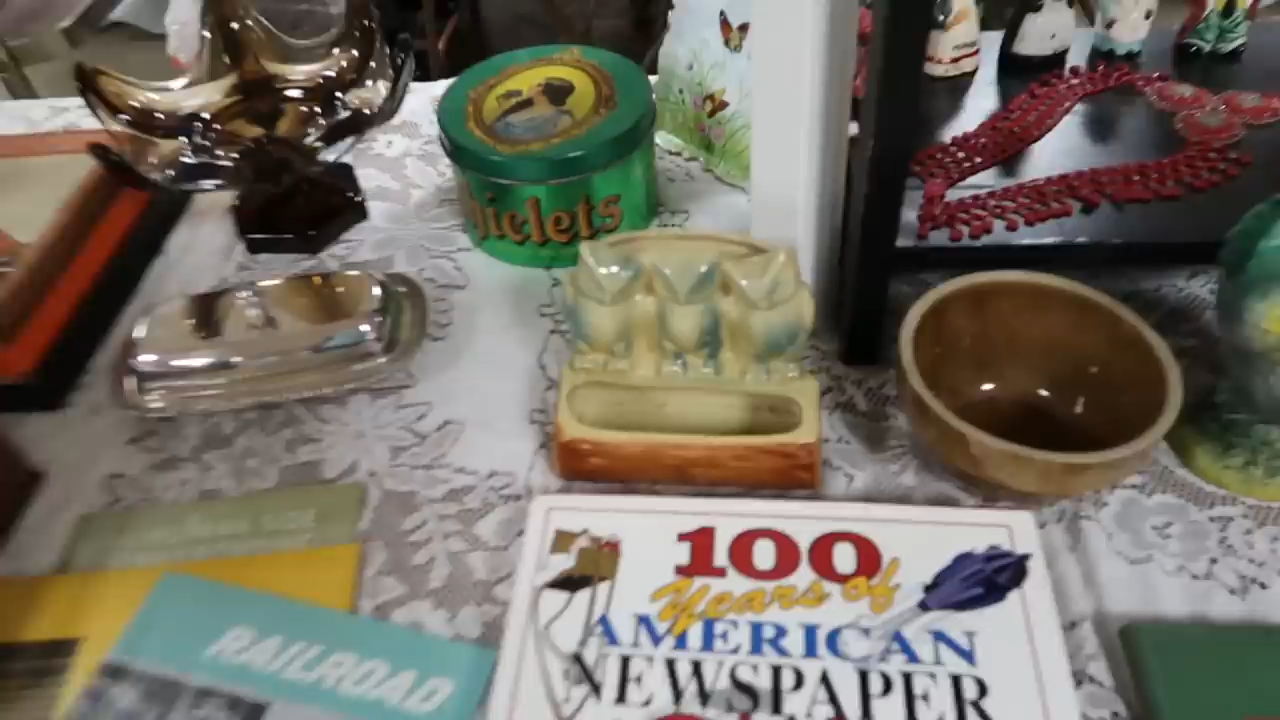 Chiclets
100
Years of
AMERICAN
NEWSPAPER
RAILROAD